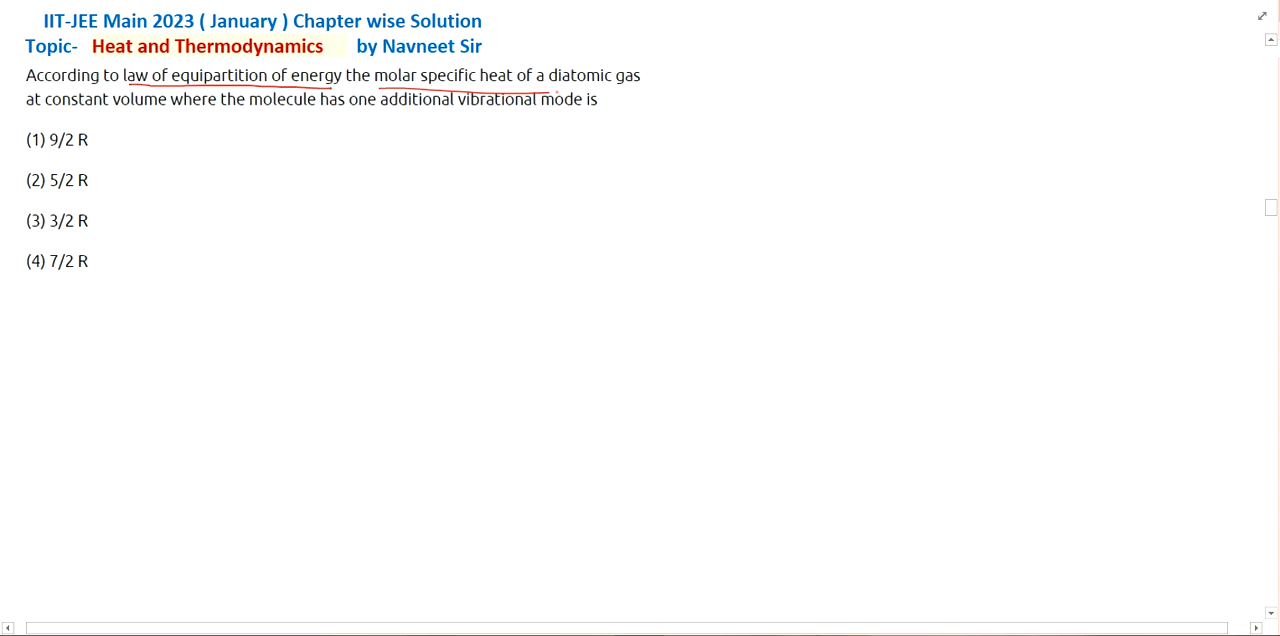 IIT-JEE Main 2023 ( January ) Chapter wise Solution
Topic- Heat and Thermodynamics by Navneet Sir
According to law of equipartition of energy the molar specific heat of a diatomic gas
at constant volume where the molecule has one additional vibrational mode is
(1) 9/2 R
(2) 5/2 R
(3) 3/2 R
(4) 7/2 R